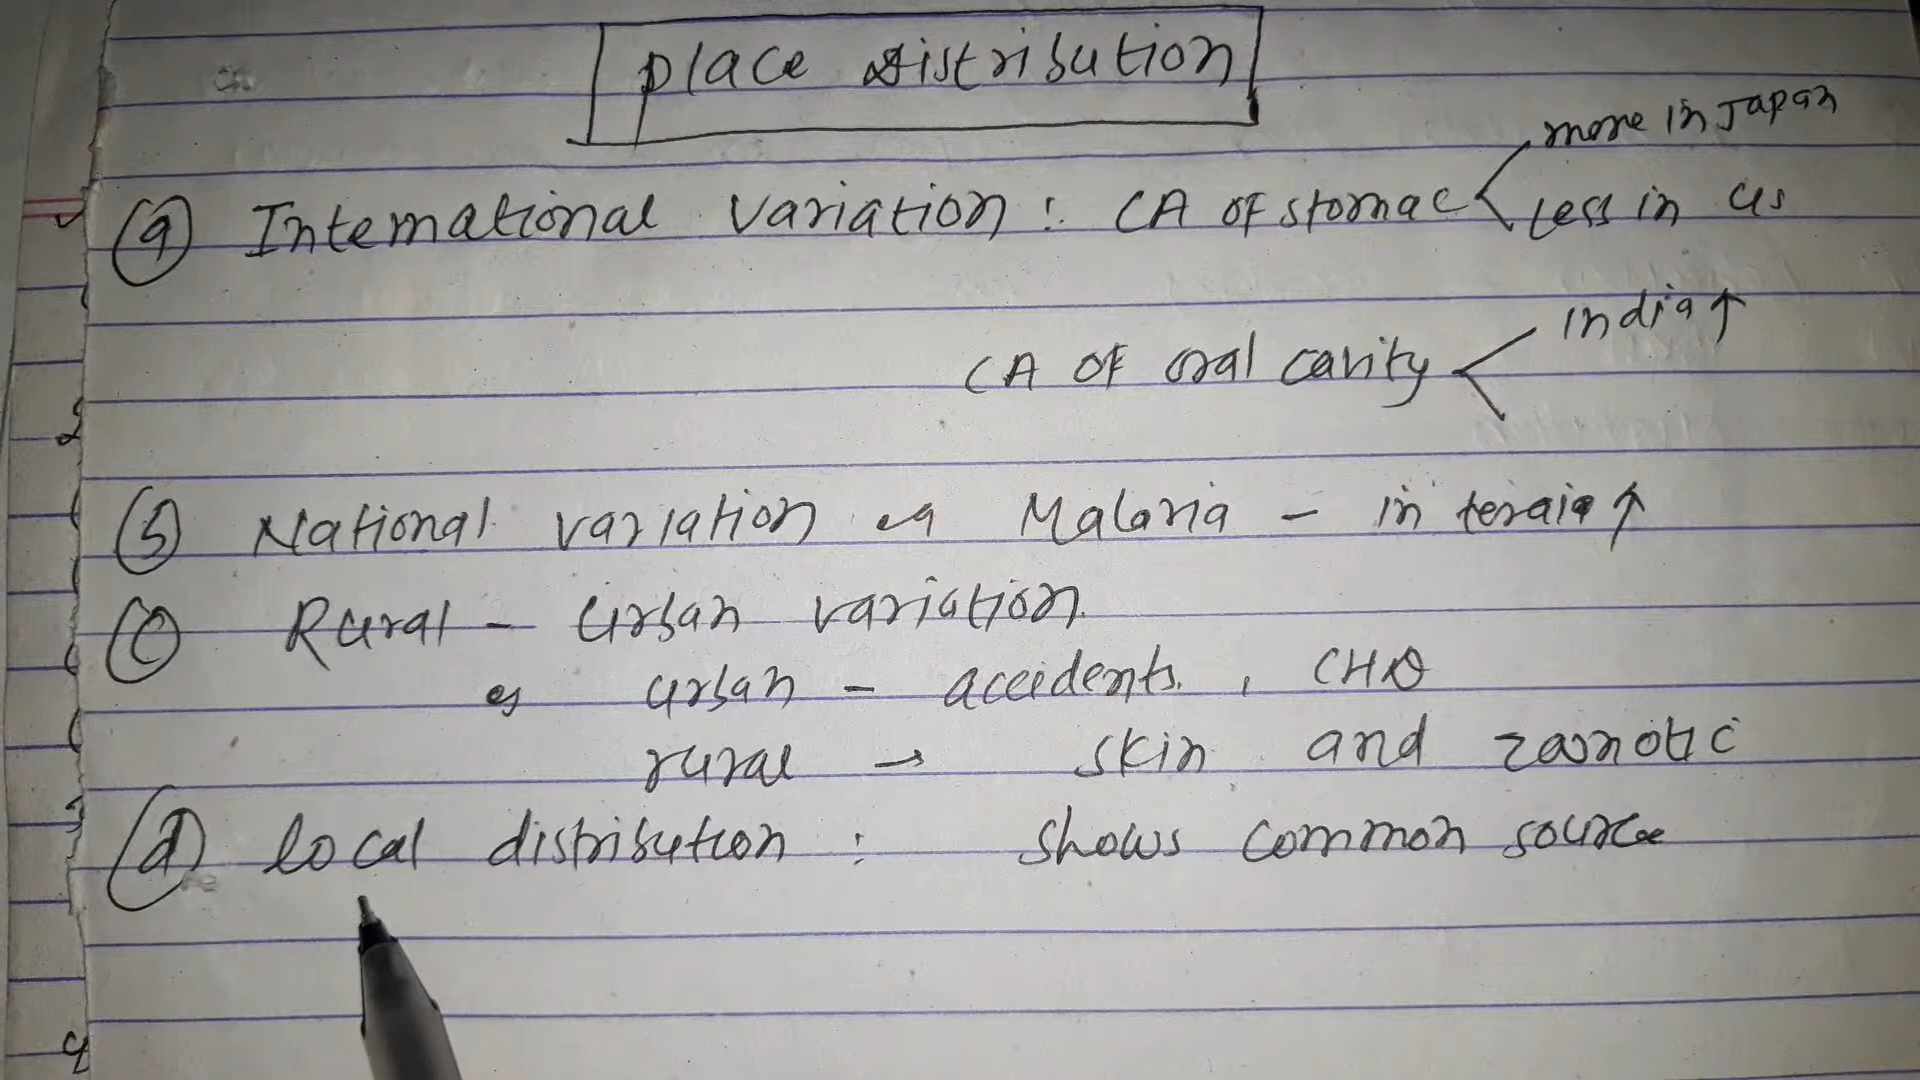 Place Distribution
more in Japan
(a) International variation : CA of stomac < less in US
India ↑
CA of oral cavity <
(b) National variation eg Malaria - in terai ↑
(c) Rural - Urban variation
eg urban - accidents, CHD
rural → skin and zoonotic
(d) local distribution : shows common source